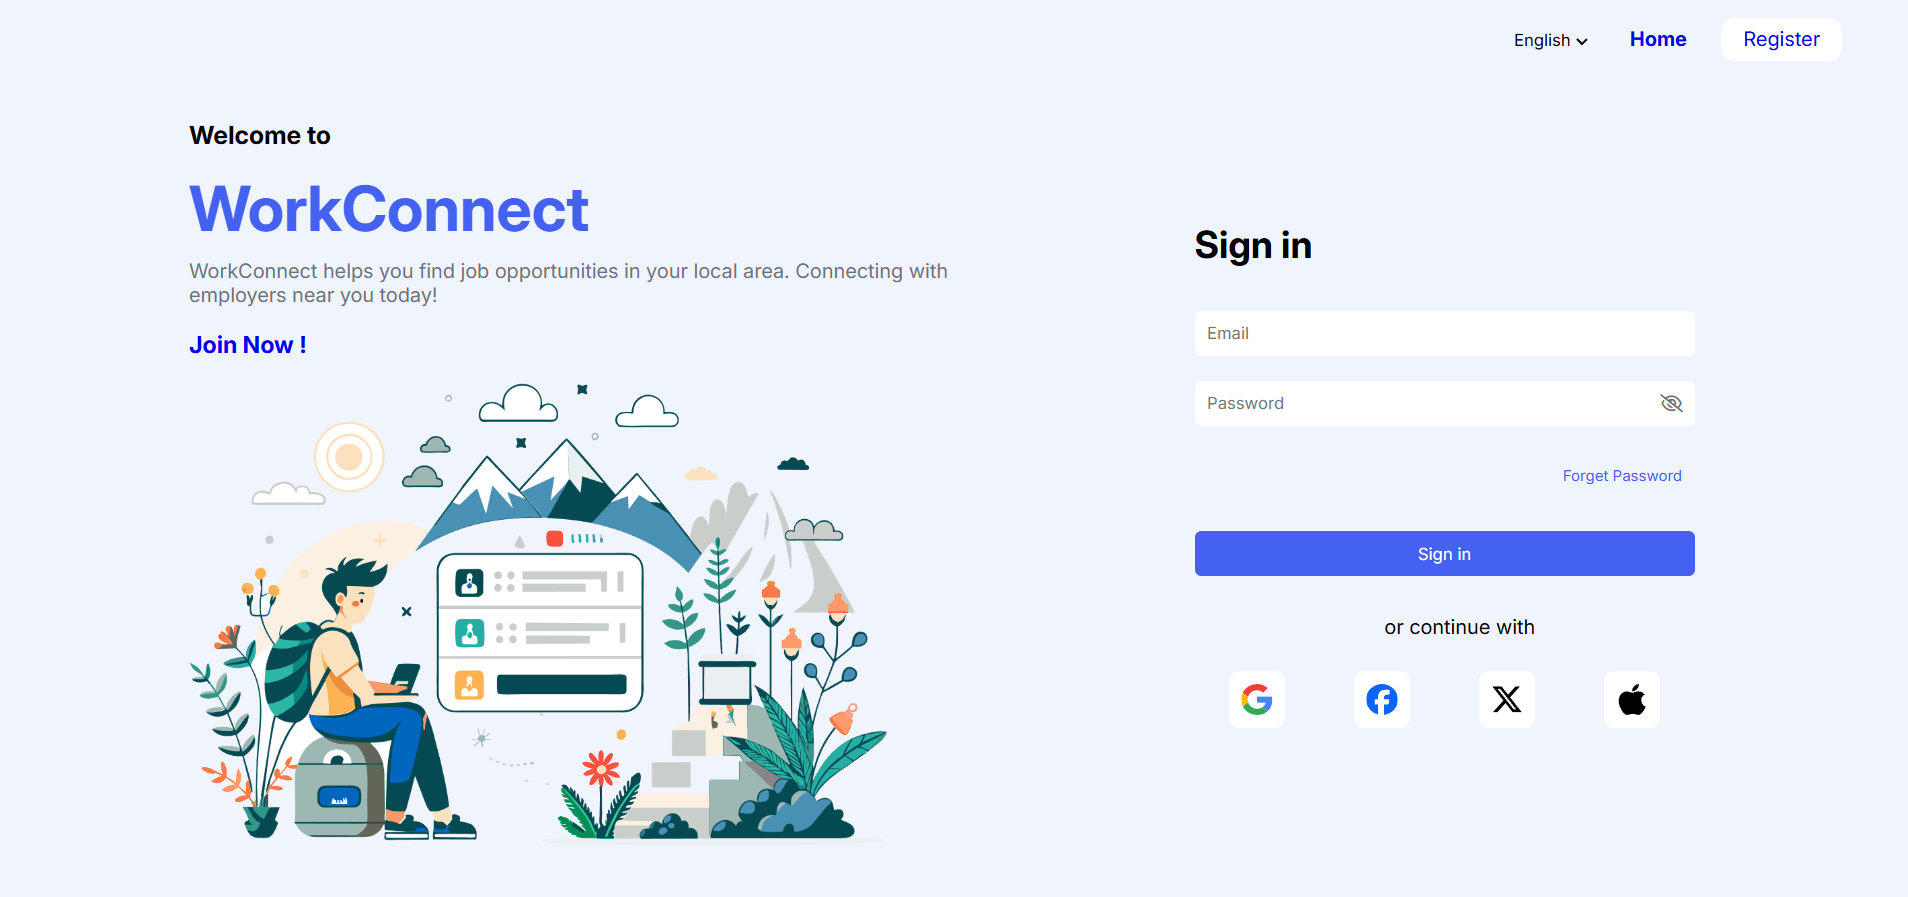 English
Home
Register
Welcome to
WorkConnect
WorkConnect helps you find job opportunities in your local area. Connecting with
employers near you today!
Join Now !
Sign in
Email
Password
Forget Password
Sign in
or continue with